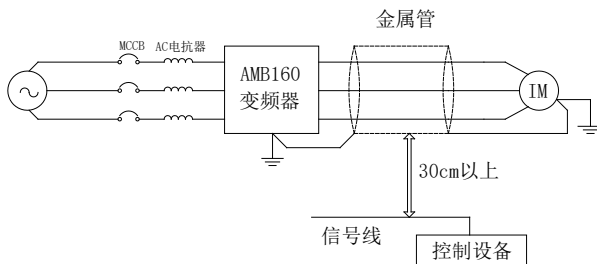 金属管
MCCB
AC电抗器
AMB160
变频器
IM
30cm以上
信号线
控制设备